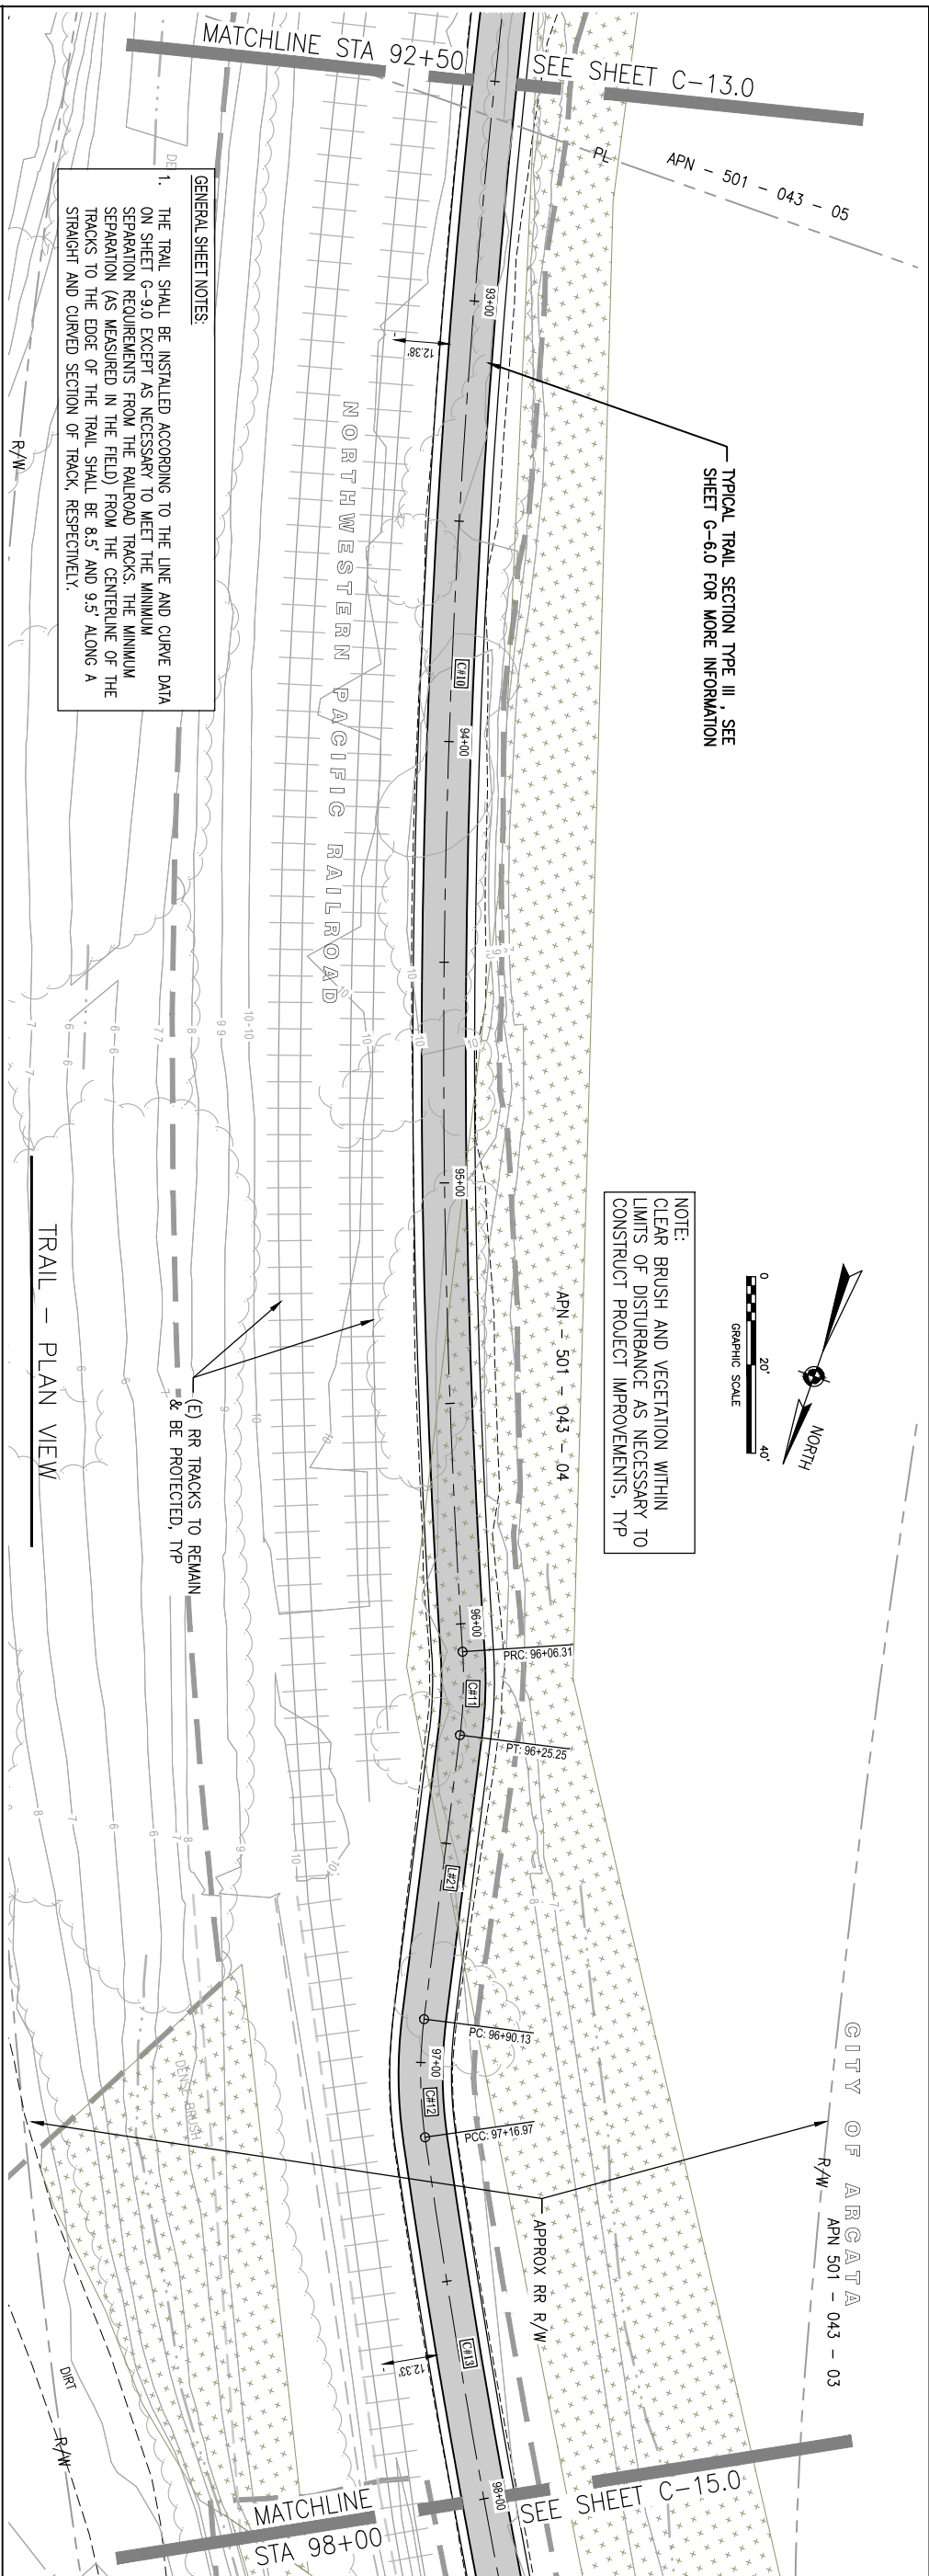 MATCHLINE STA 92+50
SEE SHEET C-13.0
PL
APN - 501 - 043 - 05
GENERAL SHEET NOTES:
1. THE TRAIL SHALL BE INSTALLED ACCORDING TO THE LINE AND CURVE DATA
ON SHEET G-9.0 EXCEPT AS NECESSARY TO MEET THE MINIMUM
SEPARATION REQUIREMENTS FROM THE RAILROAD TRACKS. THE MINIMUM
SEPARATION (AS MEASURED IN THE FIELD) FROM THE CENTERLINE OF THE
TRACKS TO THE EDGE OF THE TRAIL SHALL BE 8.5' AND 9.5' ALONG A
STRAIGHT AND CURVED SECTION OF TRACK, RESPECTIVELY.
R/W
93+00
12.38'
TYPICAL TRAIL SECTION TYPE III , SEE
SHEET G-6.0 FOR MORE INFORMATION
NORTHWESTERN PACIFIC RAILROAD
C#10
94+00
95+00
NOTE:
CLEAR BRUSH AND VEGETATION WITHIN
LIMITS OF DISTURBANCE AS NECESSARY TO
CONSTRUCT PROJECT IMPROVEMENTS, TYP
NORTH
0 20' 40'
GRAPHIC SCALE
APN - 501 - 043 - 04
(E) RR TRACKS TO REMAIN
& BE PROTECTED, TYP
TRAIL - PLAN VIEW
96+00
PRC: 96+06.31
C#11
PT: 96+25.25
L#21
PC: 96+90.13
97+00
C#12
PCC: 97+16.97
DENSE BRUSH
APPROX RR R/W
CITY OF ARCATA
R/W
APN 501 - 043 - 03
C#13
12.33'
DIRT
R/W
98+00
MATCHLINE
STA 98+00
SEE SHEET C-15.0